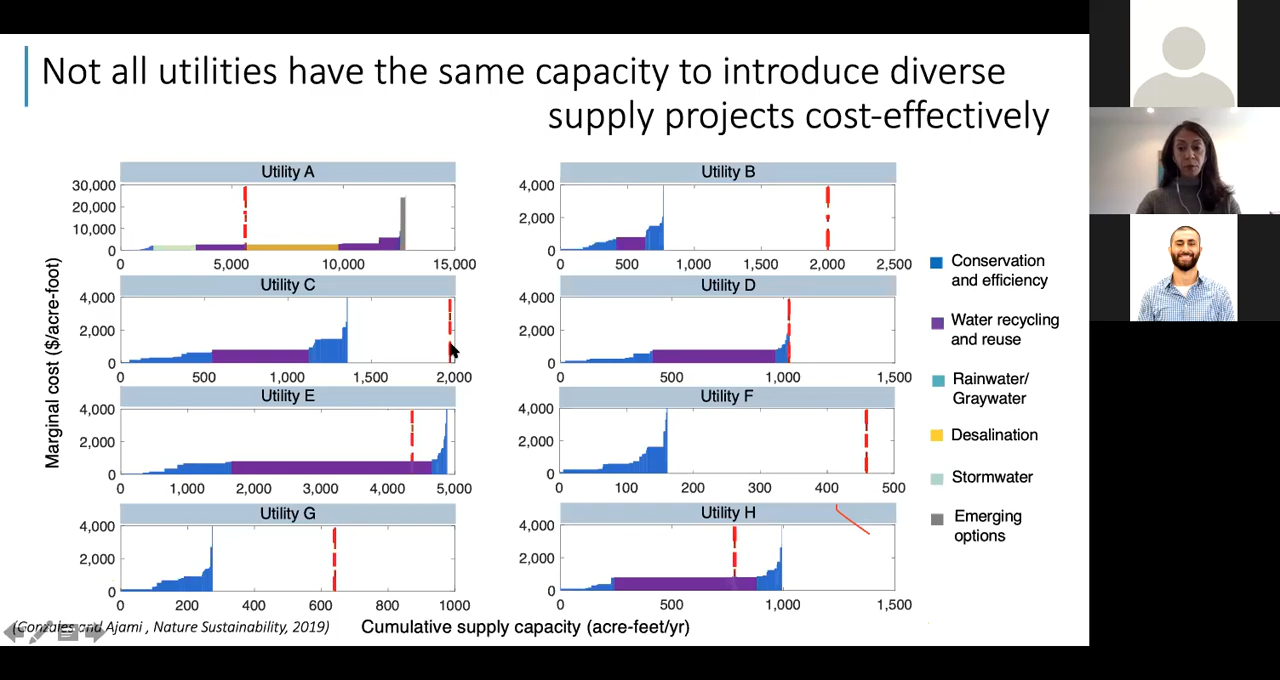 Not all utilities have the same capacity to introduce diverse
supply projects cost-effectively
Marginal cost ($/acre-foot)
Utility A
30,000
20,000
10,000
0
0 5,000 10,000 15,000
Utility B
4,000
2,000
0
0 500 1,000 1,500 2,000 2,500
Utility C
4,000
2,000
0
0 500 1,000 1,500 2,000
Utility D
4,000
2,000
0
0 500 1,000 1,500
Utility E
4,000
2,000
0
0 1,000 2,000 3,000 4,000 5,000
Utility F
4,000
2,000
0
0 100 200 300 400 500
Utility G
4,000
2,000
0
0 200 400 600 800 1000
Utility H
4,000
2,000
0
0 500 1,000 1,500
Cumulative supply capacity (acre-feet/yr)
Conservation
and efficiency
Water recycling
and reuse
Rainwater/
Graywater
Desalination
Stormwater
Emerging
options
(Gonzales and Ajami , Nature Sustainability, 2019)